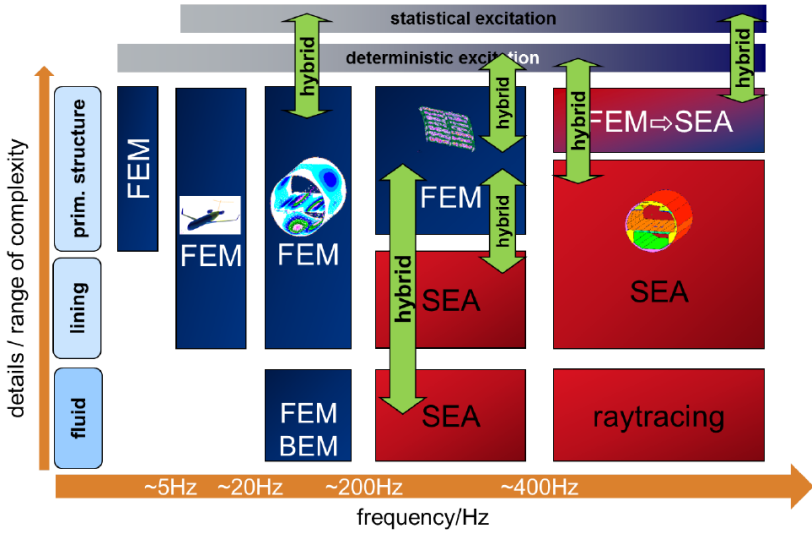 statistical excitation
deterministic excitation
details / range of complexity
prim. structure
lining
fluid
FEM
FEM
FEM
FEM
FEM⇨SEA
SEA
SEA
FEM
BEM
SEA
raytracing
hybrid
hybrid
hybrid
hybrid
hybrid
hybrid
~5Hz
~20Hz
~200Hz
~400Hz
frequency/Hz